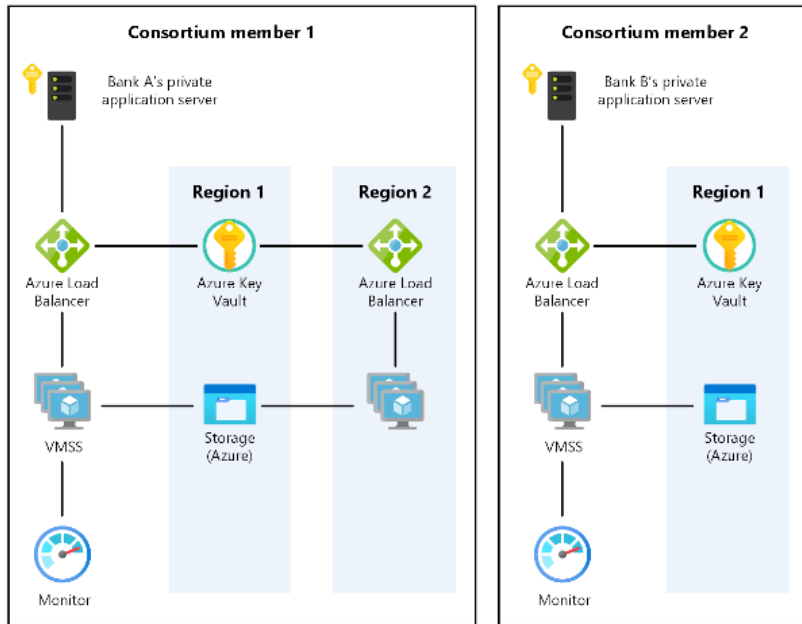 Consortium member 1
Bank A's private
application server
Region 1
Region 2
Azure Load
Balancer
Azure Key
Vault
Azure Load
Balancer
VMSS
Storage
(Azure)
Monitor
Consortium member 2
Bank B's private
application server
Region 1
Azure Load
Balancer
Azure Key
Vault
VMSS
Storage
(Azure)
Monitor